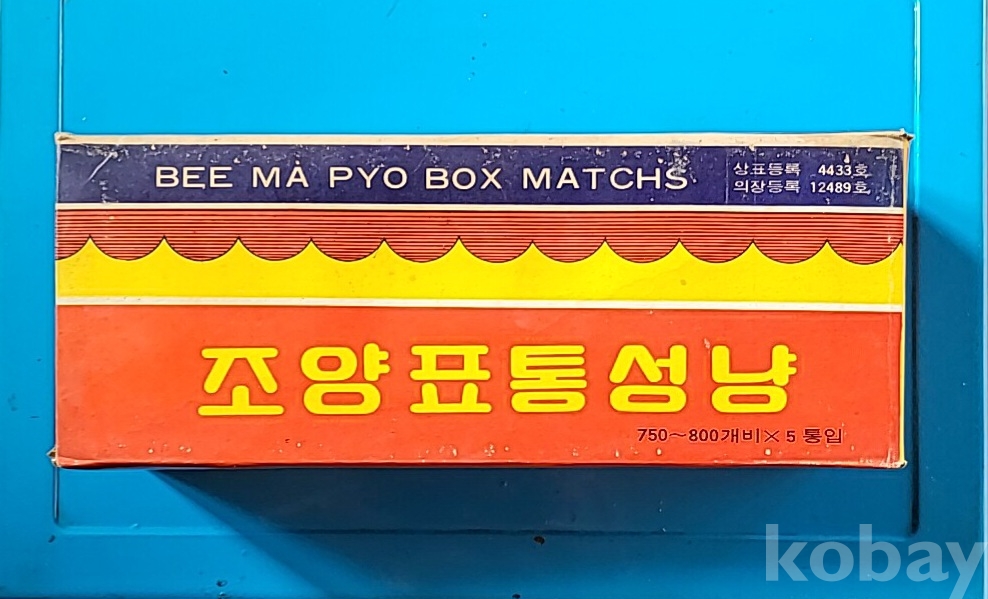 BEE MA PYO BOX MATCHS
상표등록 4433호
의장등록 12489호
조양표통성냥
750~800개비×5통입
kobay